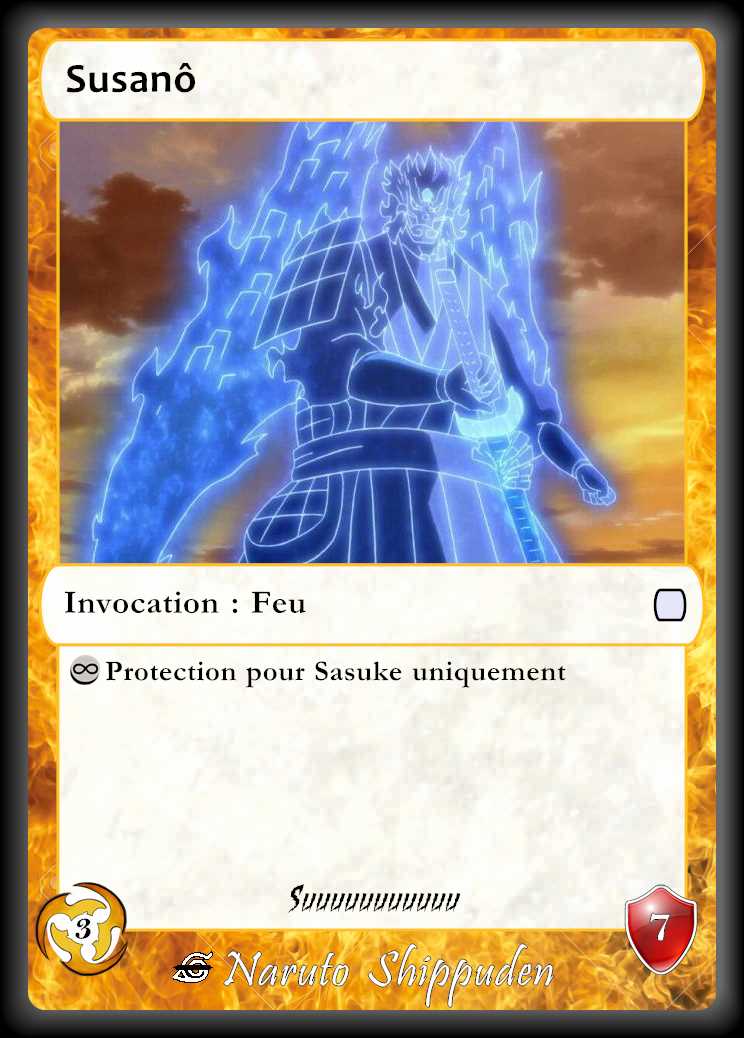 Susanô
Invocation : Feu
Protection pour Sasuke uniquement
Suuuuuuuuuuu
3
7
Naruto Shippuden